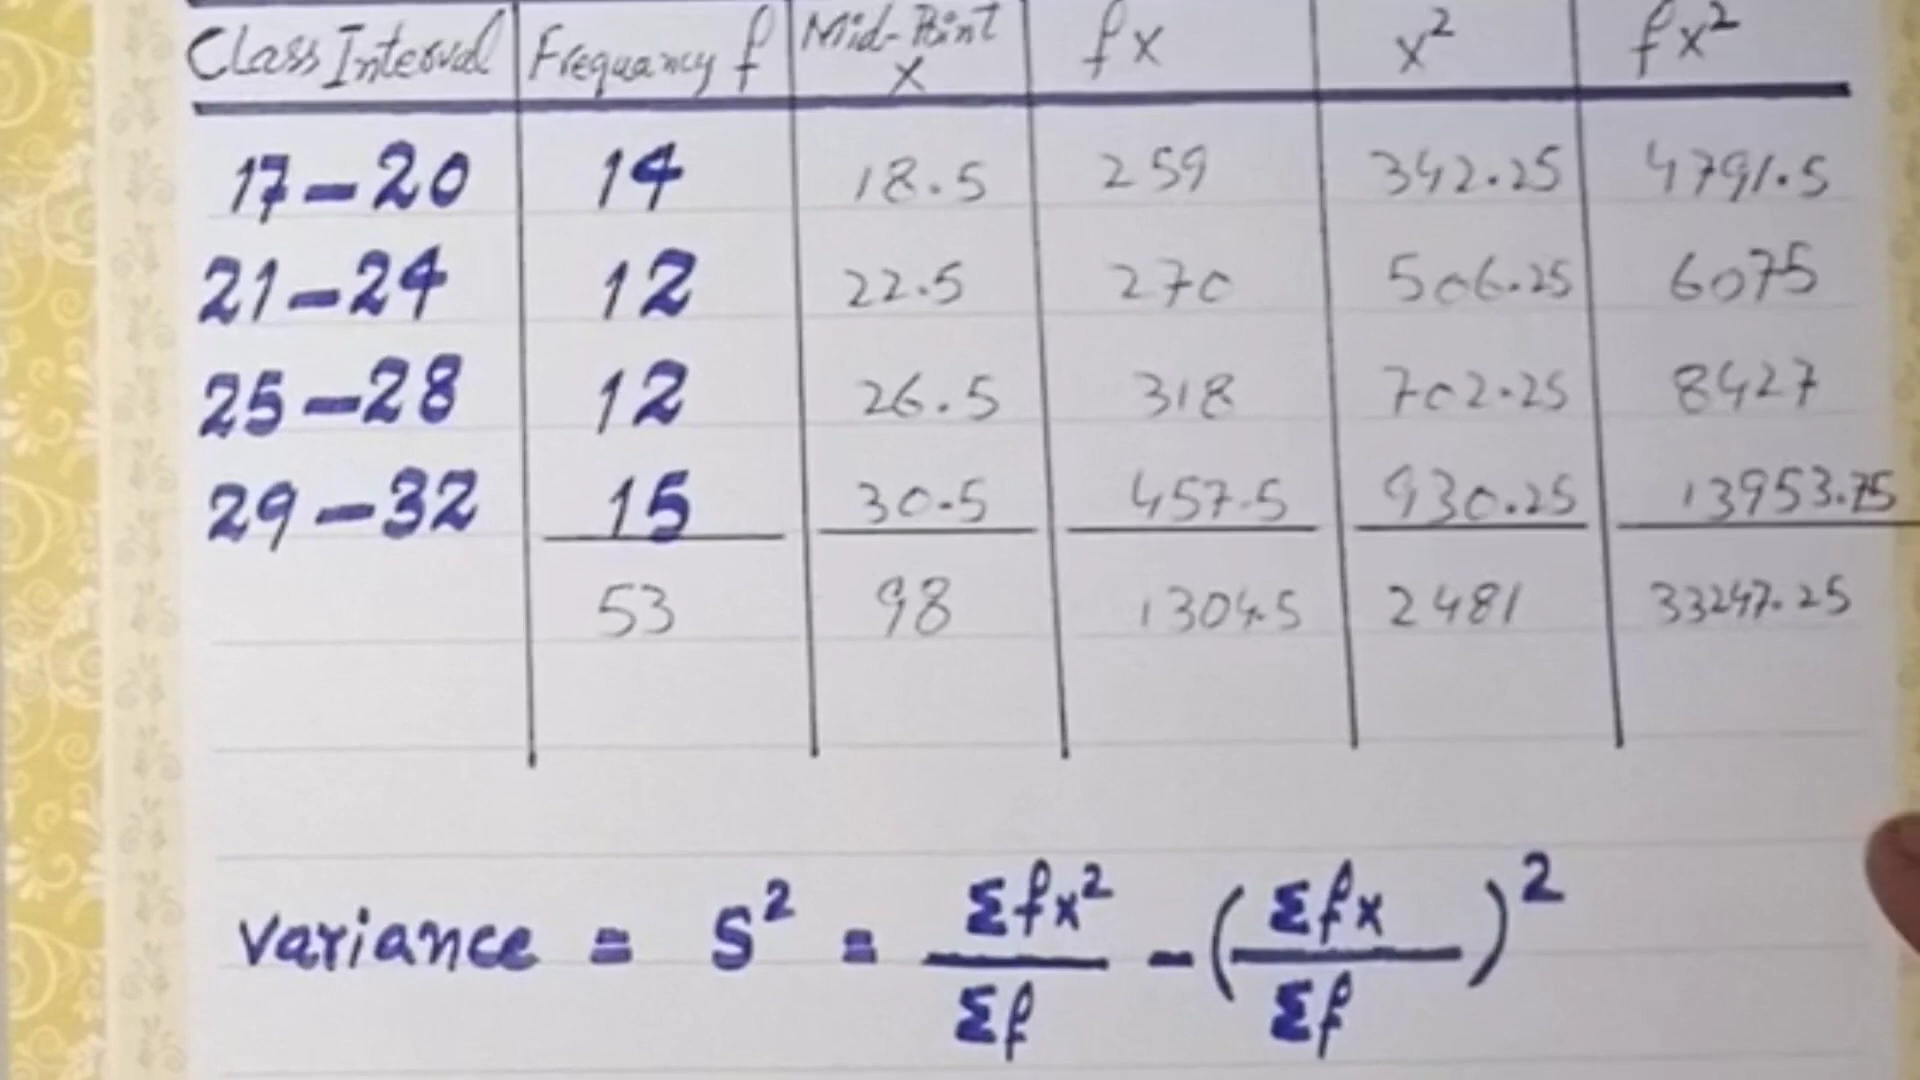 Class Interval Frequancy f Mid-Point x fx x² fx²
17-20 14 18.5 259 342.25 4791.5
21-24 12 22.5 270 506.25 6075
25-28 12 26.5 318 702.25 8427
29-32 15 30.5 457.5 930.25 13953.75
53 98 1304.5 2481 33247.25
variance = S² = Σfx²/Σf - (Σfx/Σf)²